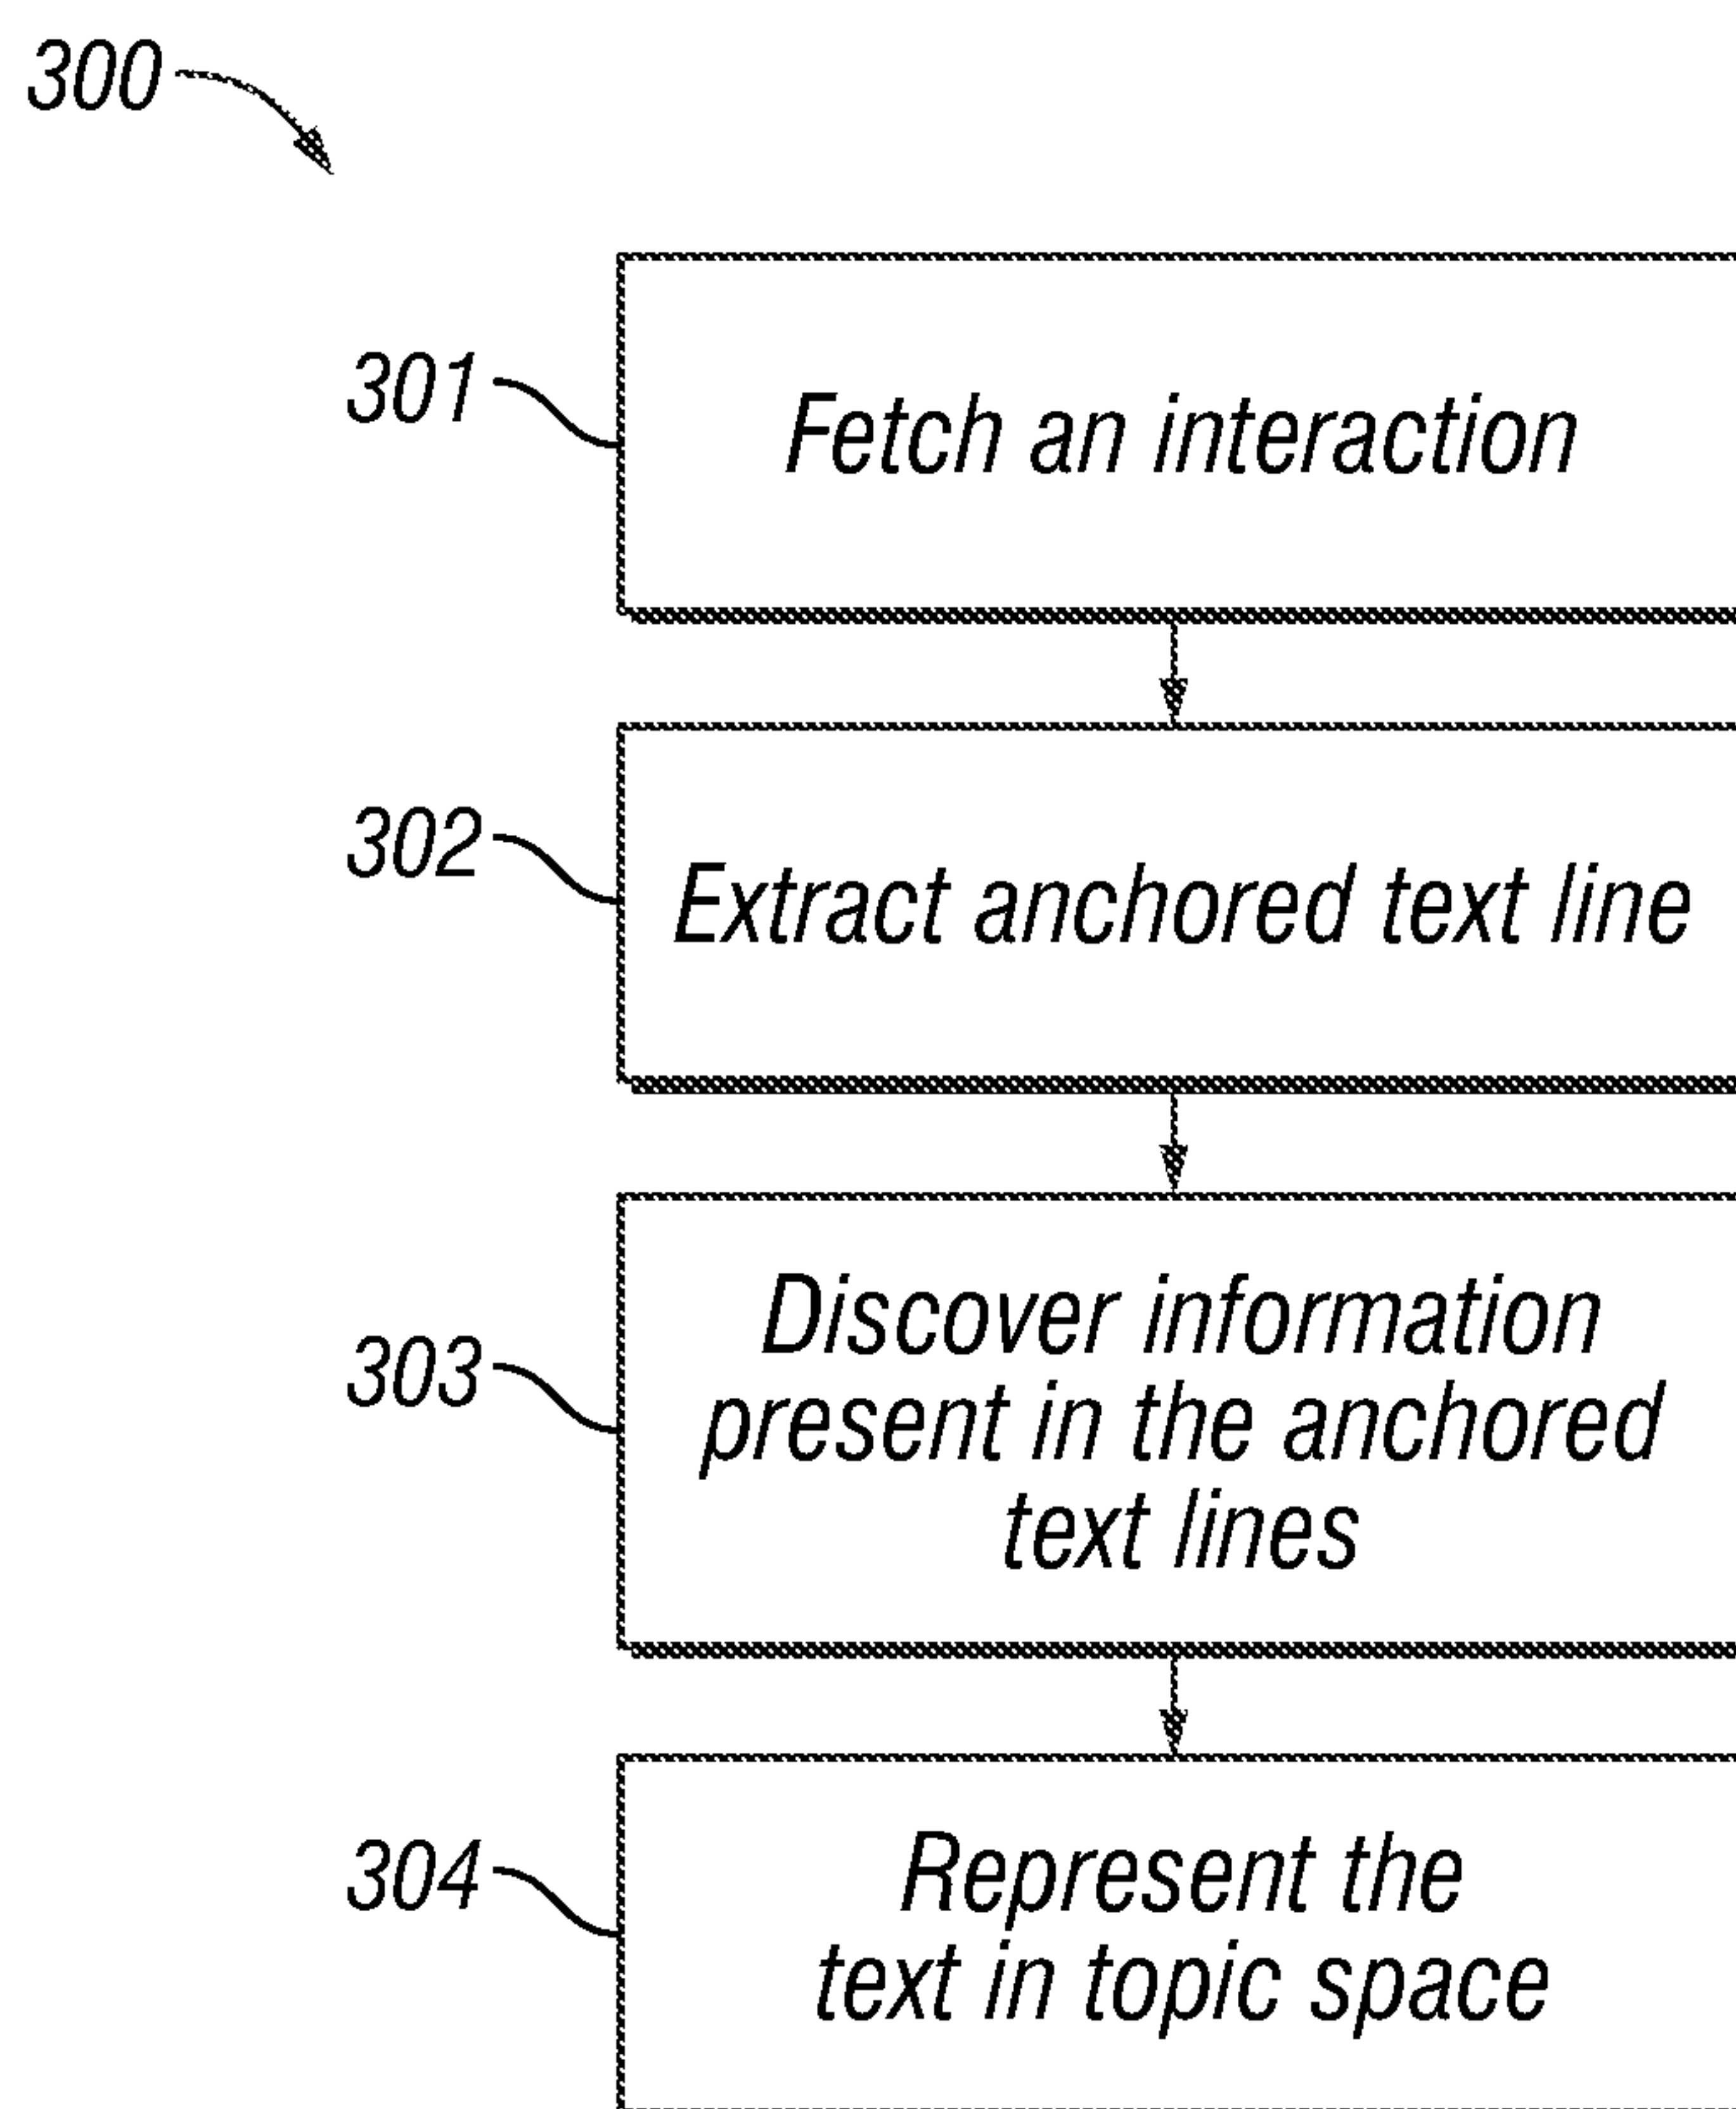 300
301
Fetch an interaction
302
Extract anchored text line
303
Discover information
present in the anchored
text lines
304
Represent the
text in topic space